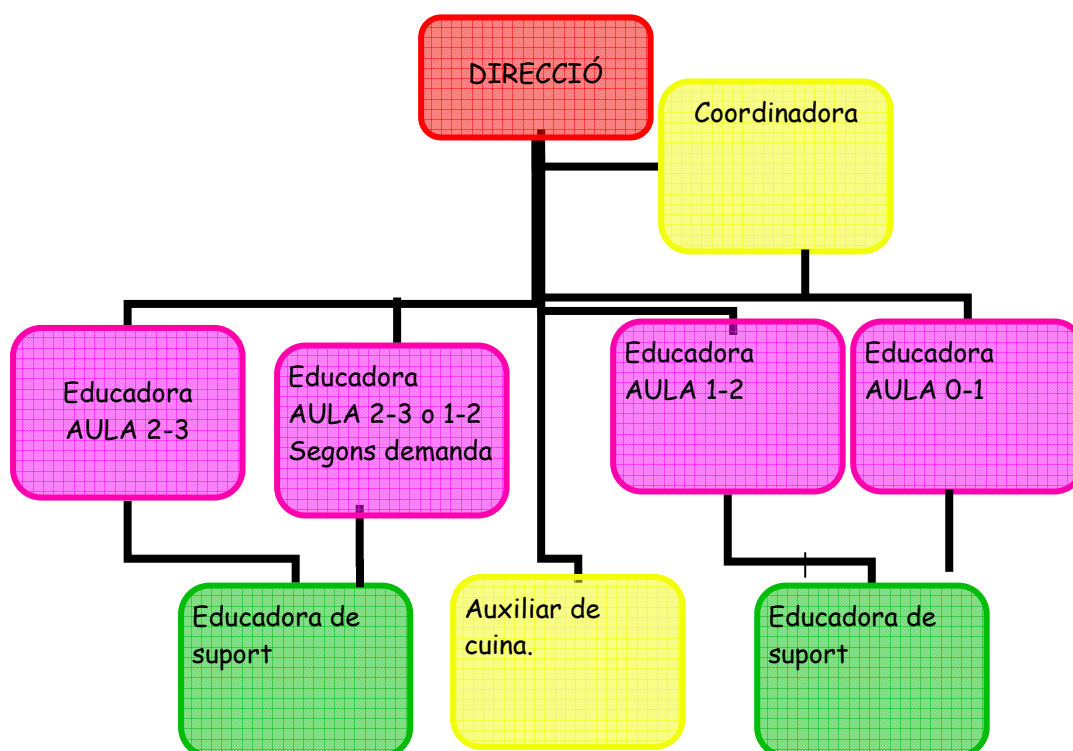 DIRECCIÓ
Coordinadora
Educadora
AULA 2-3
Educadora
AULA 2-3 o 1-2
Segons demanda
Educadora
AULA 1-2
Educadora
AULA 0-1
Educadora de
suport
Auxiliar de
cuina.
Educadora de
suport